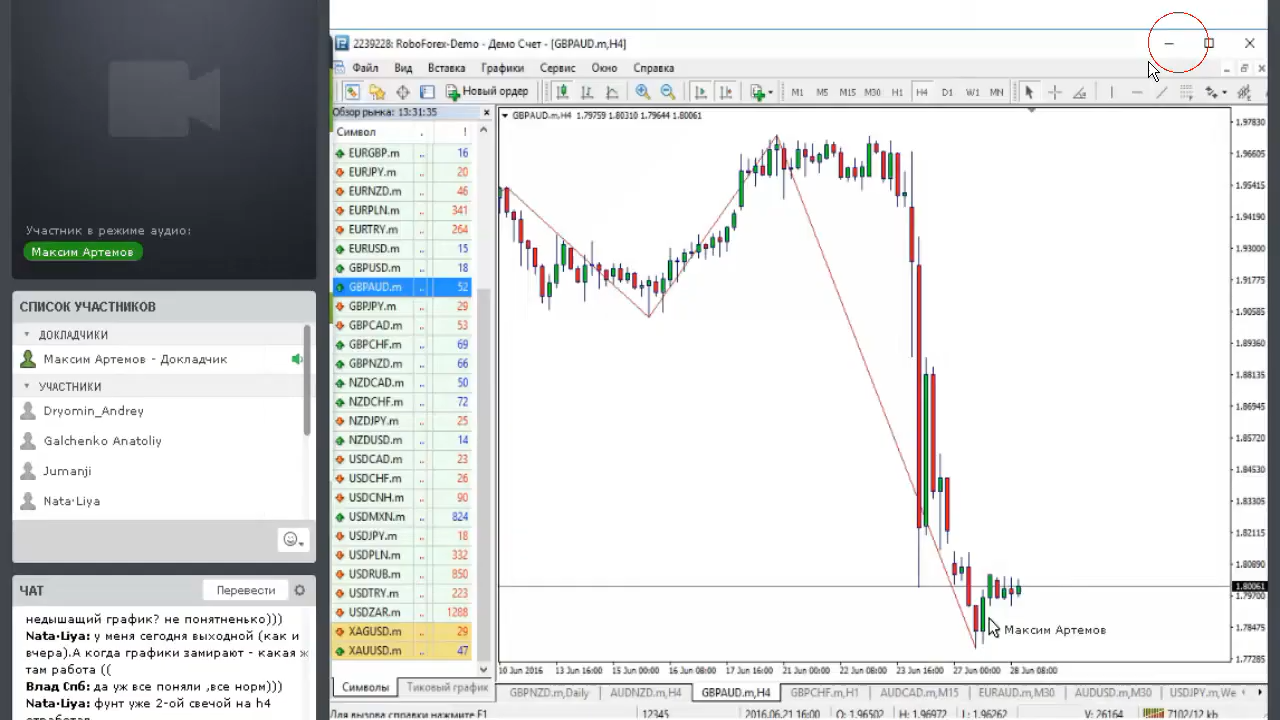 Участник в режиме аудио:
Максим Артемов
СПИСОК УЧАСТНИКОВ
ДОКЛАДЧИКИ
Максим Артемов - Докладчик
УЧАСТНИКИ
Dryomin_Andrey
Galchenko Anatoliy
Jumanji
Nata-Liya
ЧАТ
Перевести
недышащий график? не понятненько)))
Nata-Liya: у меня сегодня выходной (как и
вчера).А когда графики замирают - какая ж
там работа ((
Влад Спб: да уж все поняли ,все норм)))
Nata-Liya: фунт уже 2-ой свечой на h4
отработал
2239228: RoboForex-Demo - Демо Счет - [GBPAUD.m,H4]
Файл Вид Вставка Графики Сервис Окно Справка
Новый ордер
M1 M5 M15 M30 H1 H4 D1 W1 MN
Обзор рынка: 13:31:35
Символ . !
EURGBP.m .. 16
EURJPY.m .. 20
EURNZD.m .. 46
EURPLN.m .. 341
EURTRY.m .. 264
EURUSD.m .. 15
GBPUSD.m .. 18
GBPAUD.m .. 52
GBPJPY.m .. 29
GBPCAD.m .. 53
GBPCHF.m .. 69
GBPNZD.m .. 66
NZDCAD.m .. 50
NZDCHF.m .. 72
NZDJPY.m .. 25
NZDUSD.m .. 14
USDCAD.m .. 23
USDCHF.m .. 26
USDCNH.m .. 90
USDMXN.m .. 824
USDJPY.m .. 18
USDPLN.m .. 332
USDRUB.m .. 850
USDTRY.m .. 223
USDZAR.m .. 1288
XAGUSD.m .. 29
XAUUSD.m .. 47
Символы Тиковый график
GBPAUD.m,H4 1.79759 1.80310 1.79644 1.80061
1.97830
1.96605
1.95415
1.94190
1.93000
1.91775
1.90585
1.89360
1.88135
1.86945
1.85720
1.84530
1.83305
1.82115
1.80890
1.80061
1.79700
1.78475
1.77285
Максим Артемов
10 Jun 2016 13 Jun 16:00 15 Jun 00:00 16 Jun 08:00 17 Jun 16:00 21 Jun 00:00 22 Jun 08:00 23 Jun 16:00 27 Jun 00:00 28 Jun 08:00
GBPNZD.m,Daily AUDNZD.m,H4 GBPAUD.m,H4 GBPCHF.m,H1 AUDCAD.m,M15 EURAUD.m,M30 AUDUSD.m,M30 USDJPY.m,We
Для вызова справки нажмите F1 12345 2016.06.21 16:00 O: 1.96502 H: 1.96972 L: 1.96262 V: 26164 7102/12 kb